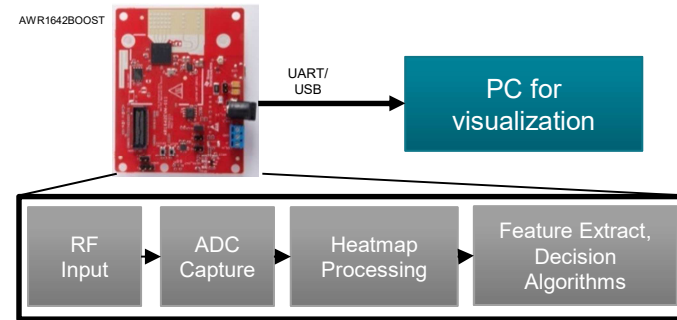 AWR1642BOOST
UART/
USB
PC for
visualization
RF
Input
ADC
Capture
Heatmap
Processing
Feature Extract,
Decision
Algorithms